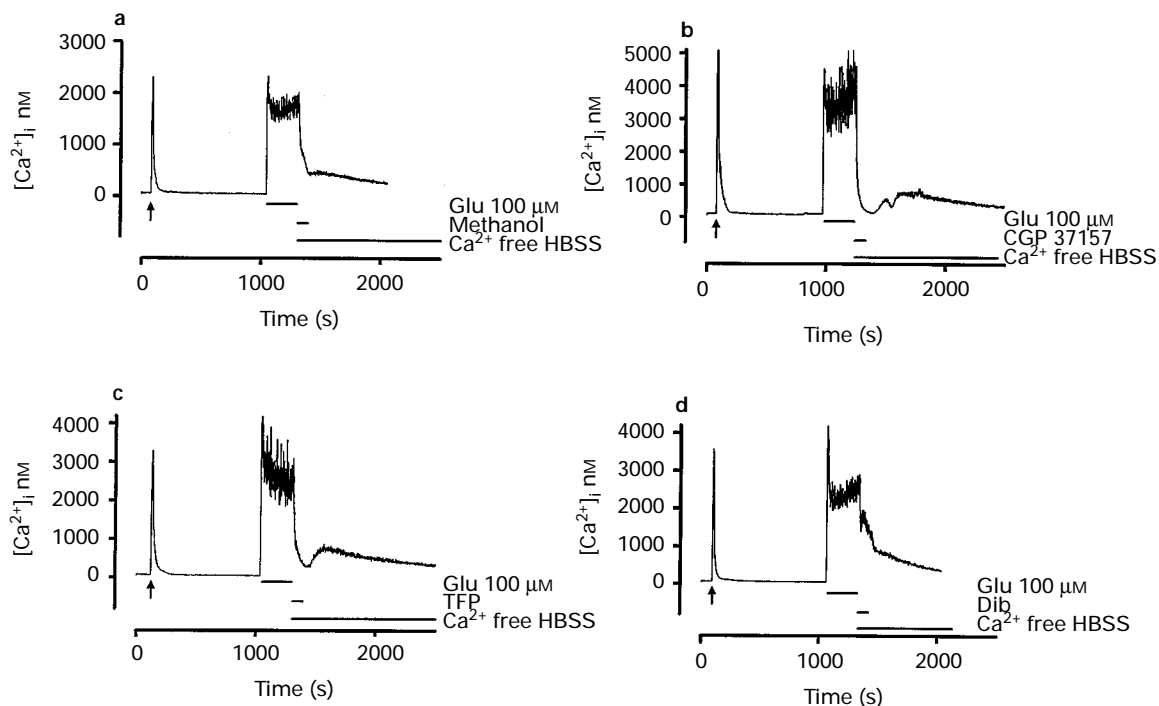 a
3000
2000
1000
0
[Ca²⁺]ᵢ nM
Glu 100 µM
Methanol
Ca²⁺ free HBSS
0 1000 2000
Time (s)
b
5000
4000
3000
2000
1000
0
[Ca²⁺]ᵢ nM
Glu 100 µM
CGP 37157
Ca²⁺ free HBSS
0 1000 2000
Time (s)
c
4000
3000
2000
1000
0
[Ca²⁺]ᵢ nM
Glu 100 µM
TFP
Ca²⁺ free HBSS
0 1000 2000
Time (s)
d
4000
3000
2000
1000
0
[Ca²⁺]ᵢ nM
Glu 100 µM
Dib
Ca²⁺ free HBSS
0 1000 2000
Time (s)